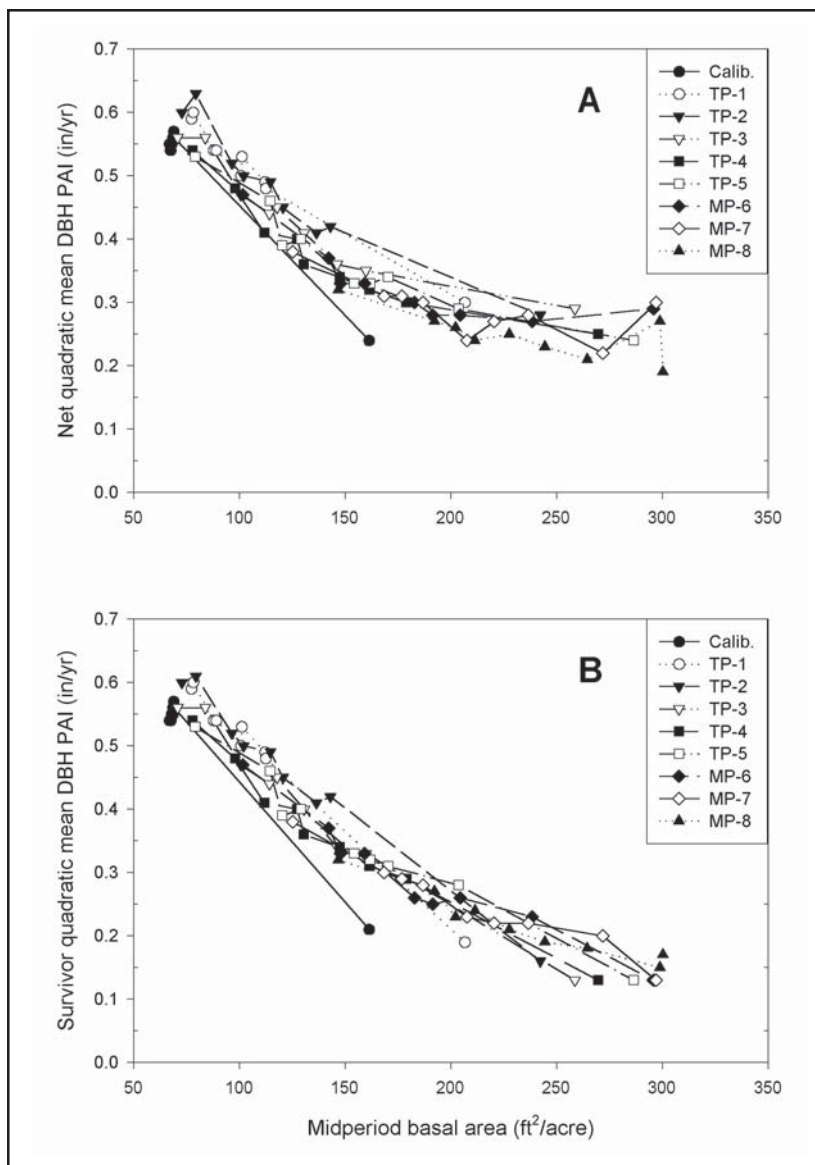 A
Net quadratic mean DBH PAI (in/yr)
0.7
0.6
0.5
0.4
0.3
0.2
0.1
0.0
50 100 150 200 250 300 350
Calib.
TP-1
TP-2
TP-3
TP-4
TP-5
MP-6
MP-7
MP-8
B
Survivor quadratic mean DBH PAI (in/yr)
0.7
0.6
0.5
0.4
0.3
0.2
0.1
0.0
50 100 150 200 250 300 350
Calib.
TP-1
TP-2
TP-3
TP-4
TP-5
MP-6
MP-7
MP-8
Midperiod basal area (ft²/acre)